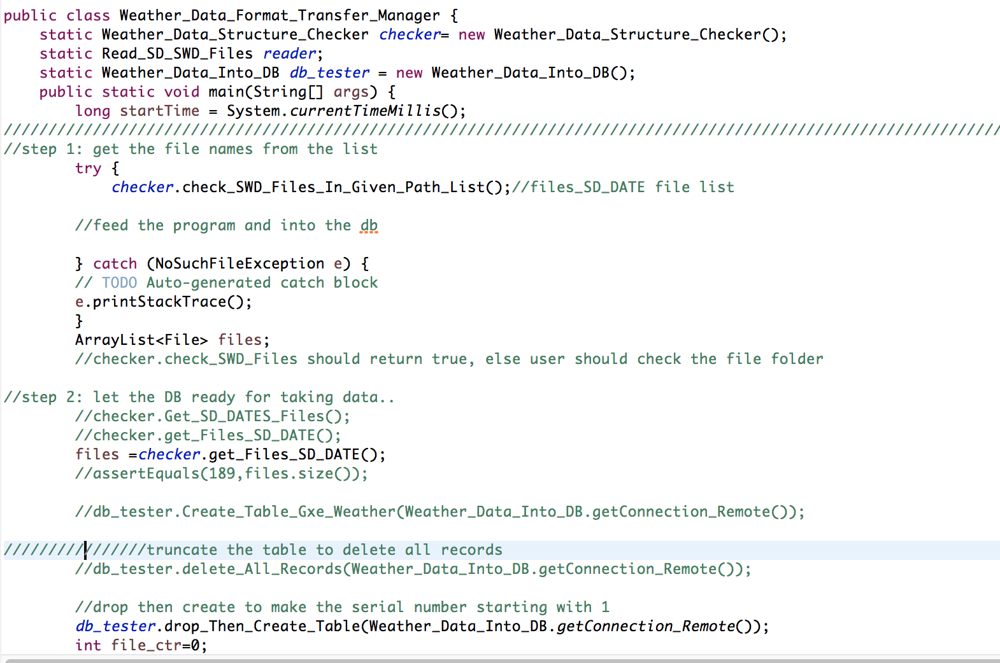 public class Weather_Data_Format_Transfer_Manager {
    static Weather_Data_Structure_Checker checker= new Weather_Data_Structure_Checker();
    static Read_SD_SWD_Files reader;
    static Weather_Data_Into_DB db_tester = new Weather_Data_Into_DB();
    public static void main(String[] args) {
        long startTime = System.currentTimeMillis();
////////////////////////////////////////////////////////////////////////////////////////////////////////////////
//step 1: get the file names from the list
        try {
            checker.check_SWD_Files_In_Given_Path_List();//files_SD_DATE file list
        //feed the program and into the db
        } catch (NoSuchFileException e) {
        // TODO Auto-generated catch block
        e.printStackTrace();
        }
        ArrayList<File> files;
        //checker.check_SWD_Files should return true, else user should check the file folder
//step 2: let the DB ready for taking data..
        //checker.Get_SD_DATES_Files();
        //checker.get_Files_SD_DATE();
        files =checker.get_Files_SD_DATE();
        //assertEquals(189,files.size());
        //db_tester.Create_Table_Gxe_Weather(Weather_Data_Into_DB.getConnection_Remote());
////////////////truncate the table to delete all records
        //db_tester.delete_All_Records(Weather_Data_Into_DB.getConnection_Remote());
        //drop then create to make the serial number starting with 1
        db_tester.drop_Then_Create_Table(Weather_Data_Into_DB.getConnection_Remote());
        int file_ctr=0;